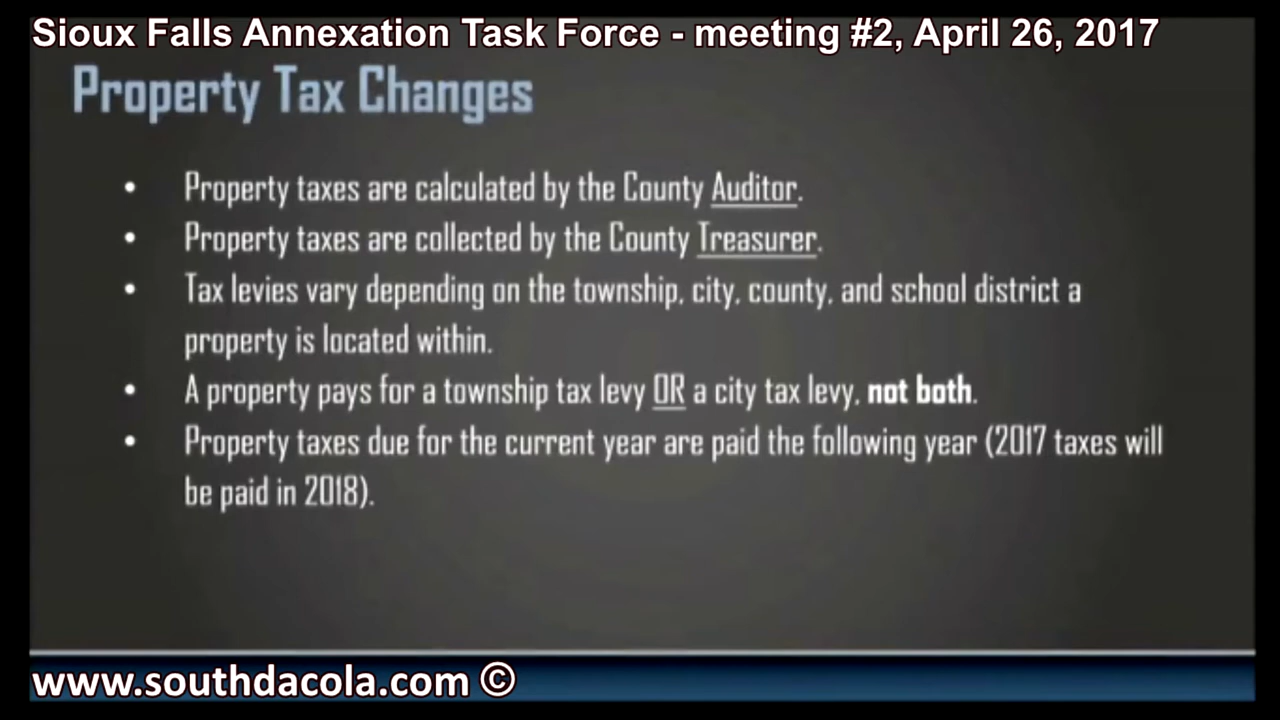 Sioux Falls Annexation Task Force - meeting #2, April 26, 2017
Property Tax Changes
• Property taxes are calculated by the County Auditor.
• Property taxes are collected by the County Treasurer.
• Tax levies vary depending on the township, city, county, and school district a
property is located within.
• A property pays for a township tax levy OR a city tax levy, not both.
• Property taxes due for the current year are paid the following year (2017 taxes will
be paid in 2018).
www.southdacola.com ©